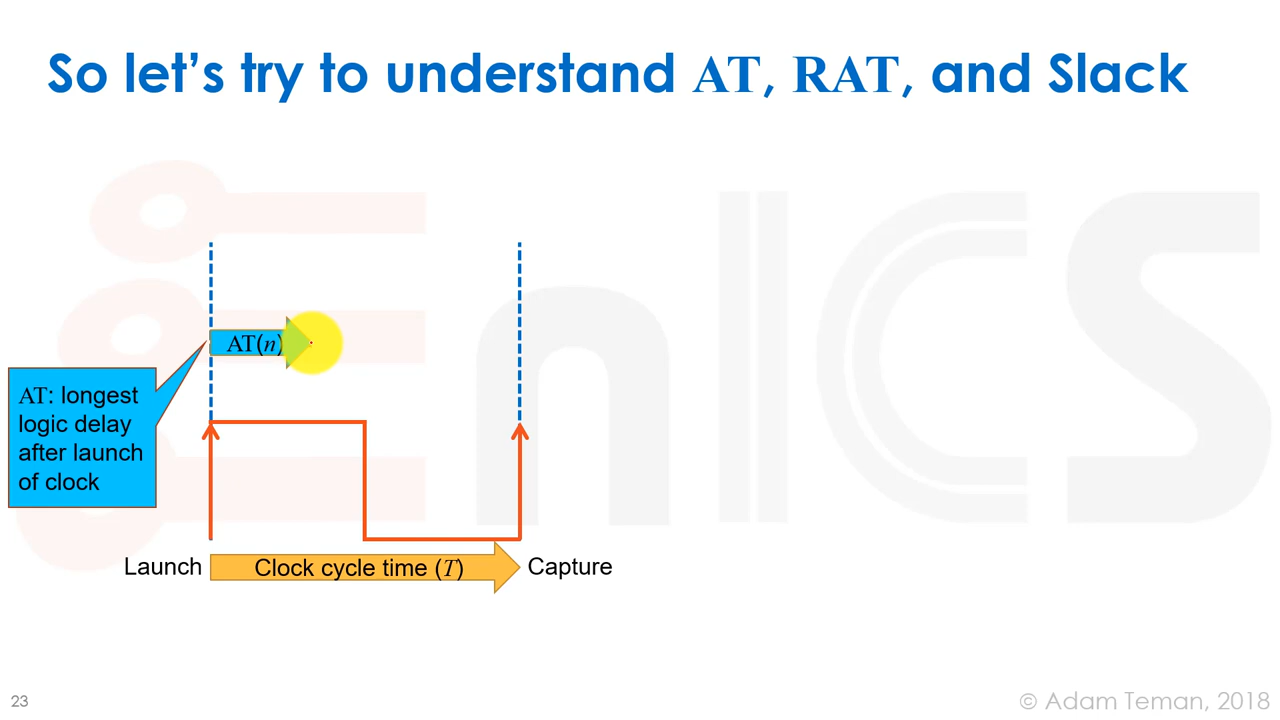 So let's try to understand AT, RAT, and Slack
EnICS
AT(n)
AT: longest
logic delay
after launch
of clock
Launch
Clock cycle time (T)
Capture
23
© Adam Teman, 2018